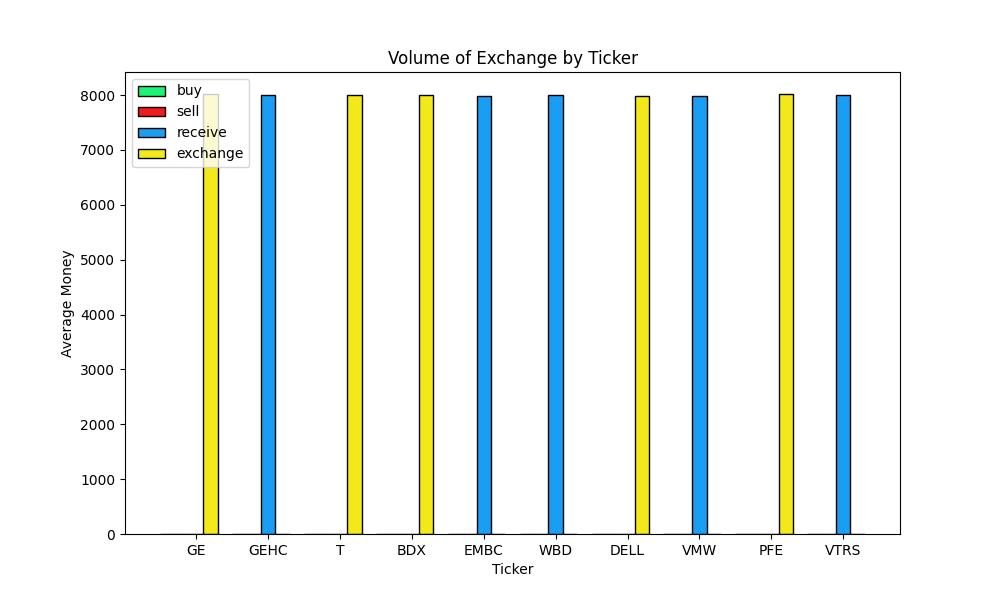 Volume of Exchange by Ticker
buy
sell
receive
exchange
8000
7000
6000
5000
4000
3000
2000
1000
0
Average Money
GE GEHC T BDX EMBC WBD DELL VMW PFE VTRS
Ticker